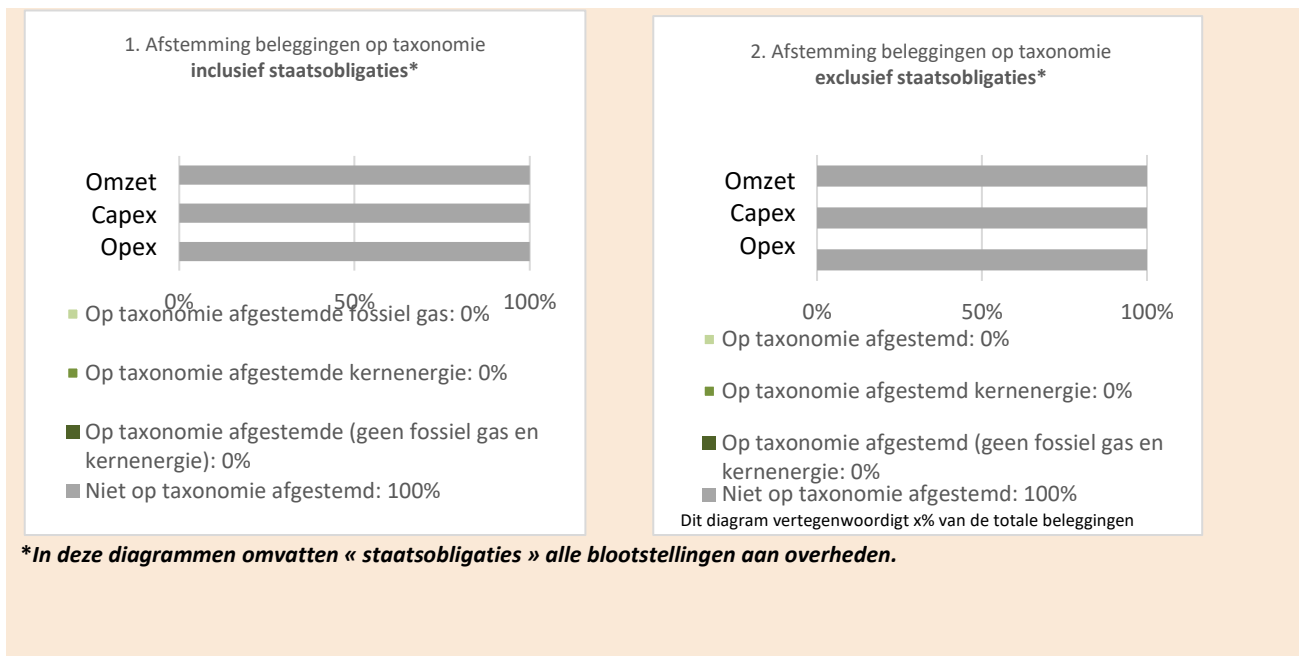 1. Afstemming beleggingen op taxonomie
inclusief staatsobligaties*
Omzet
Capex
Opex
0%
50%
100%
Op taxonomie afgestemde fossiel gas: 0%
Op taxonomie afgestemde kernenergie: 0%
Op taxonomie afgestemde (geen fossiel gas en
kernenergie): 0%
Niet op taxonomie afgestemd: 100%
2. Afstemming beleggingen op taxonomie
exclusief staatsobligaties*
Omzet
Capex
Opex
0%
50%
100%
Op taxonomie afgestemd: 0%
Op taxonomie afgestemd kernenergie: 0%
Op taxonomie afgestemd (geen fossiel gas en
kernenergie: 0%
Niet op taxonomie afgestemd: 100%
Dit diagram vertegenwoordigt x% van de totale beleggingen
*In deze diagrammen omvatten « staatsobligaties » alle blootstellingen aan overheden.